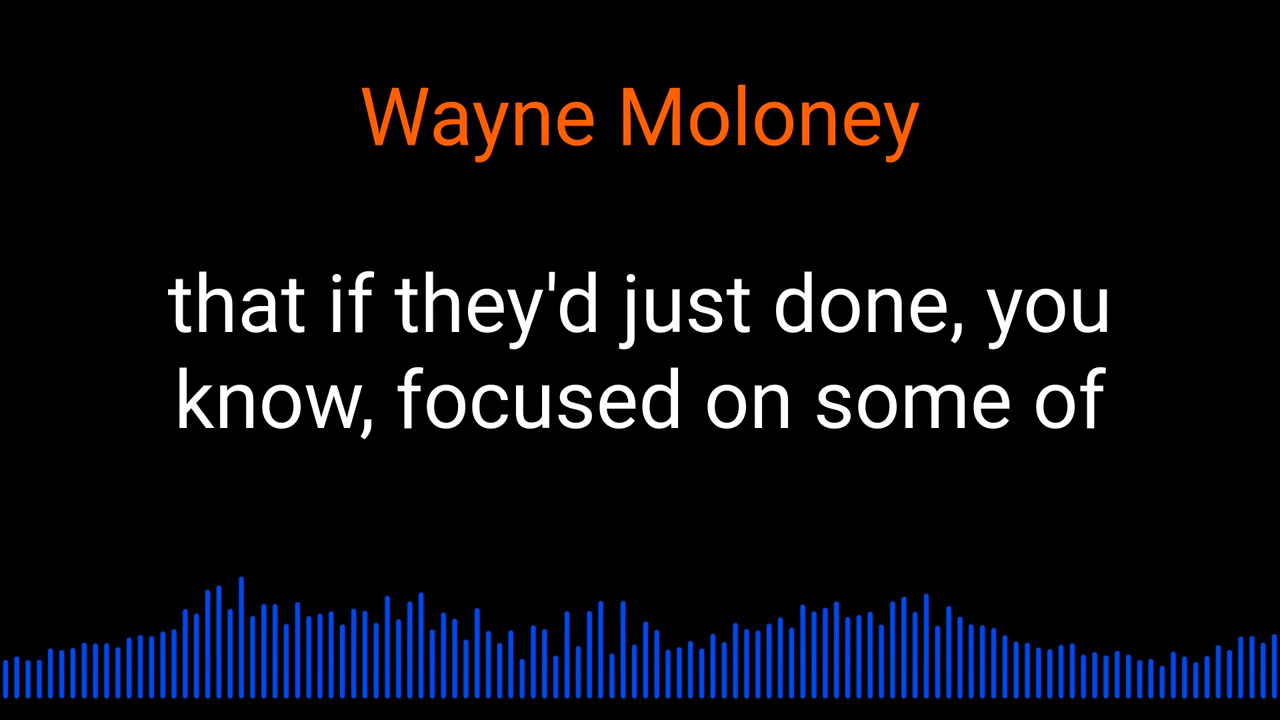 Wayne Moloney
that if they'd just done, you
know, focused on some of